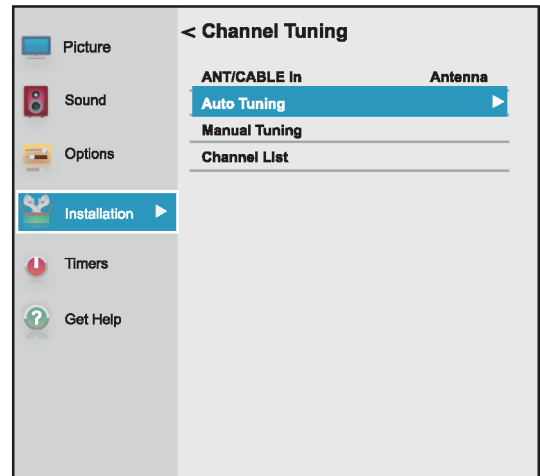 Picture
Sound
Options
Installation
Timers
? Get Help
< Channel Tuning
ANT/CABLE In Antenna
Auto Tuning
Manual Tuning
Channel List